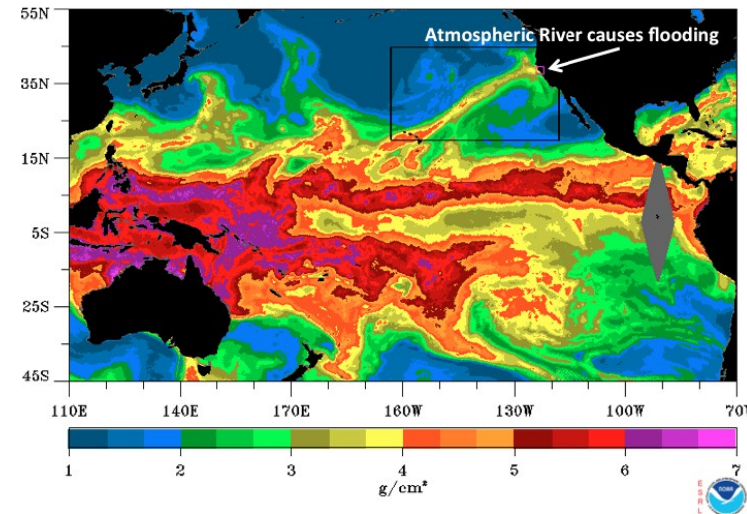 55N
Atmospheric River causes flooding
35N
15N
5S
25S
45S
110E 140E 170E 160W 130W 100W 70W
1 2 3 4 5 6 7
g/cm²
NOAA
E
S
R
L